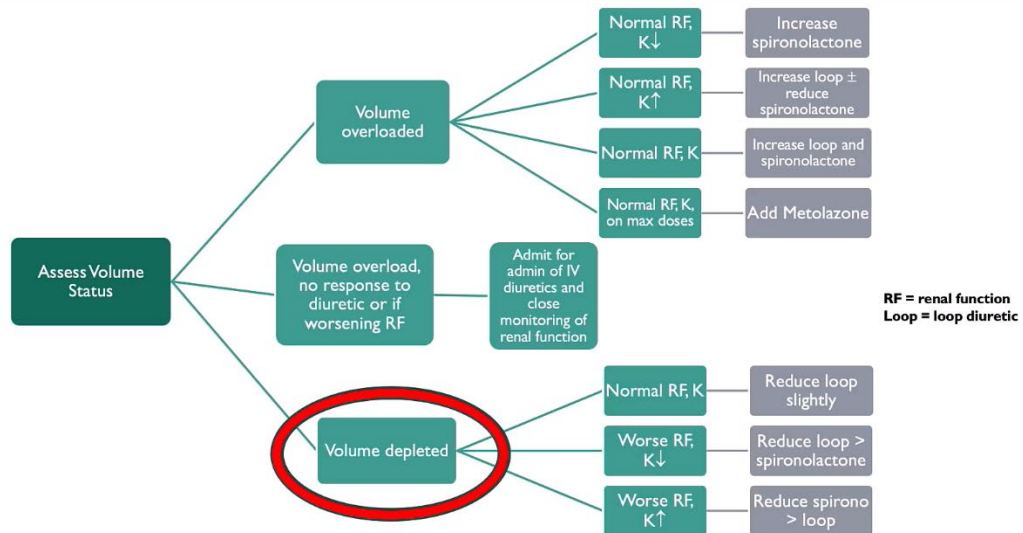 Assess Volume
Status
Volume
overloaded
Normal RF,
K↓
Increase
spironolactone
Normal RF,
K↑
Increase loop ±
reduce
spironolactone
Normal RF, K
Increase loop and
spironolactone
Normal RF, K,
on max doses
Add Metolazone
Volume overload,
no response to
diuretic or if
worsening RF
Admit for
admin of IV
diuretics and
close
monitoring of
renal function
Volume depleted
Normal RF, K
Reduce loop
slightly
Worse RF,
K↓
Reduce loop >
spironolactone
Worse RF,
K↑
Reduce spirono
> loop
RF = renal function
Loop = loop diuretic